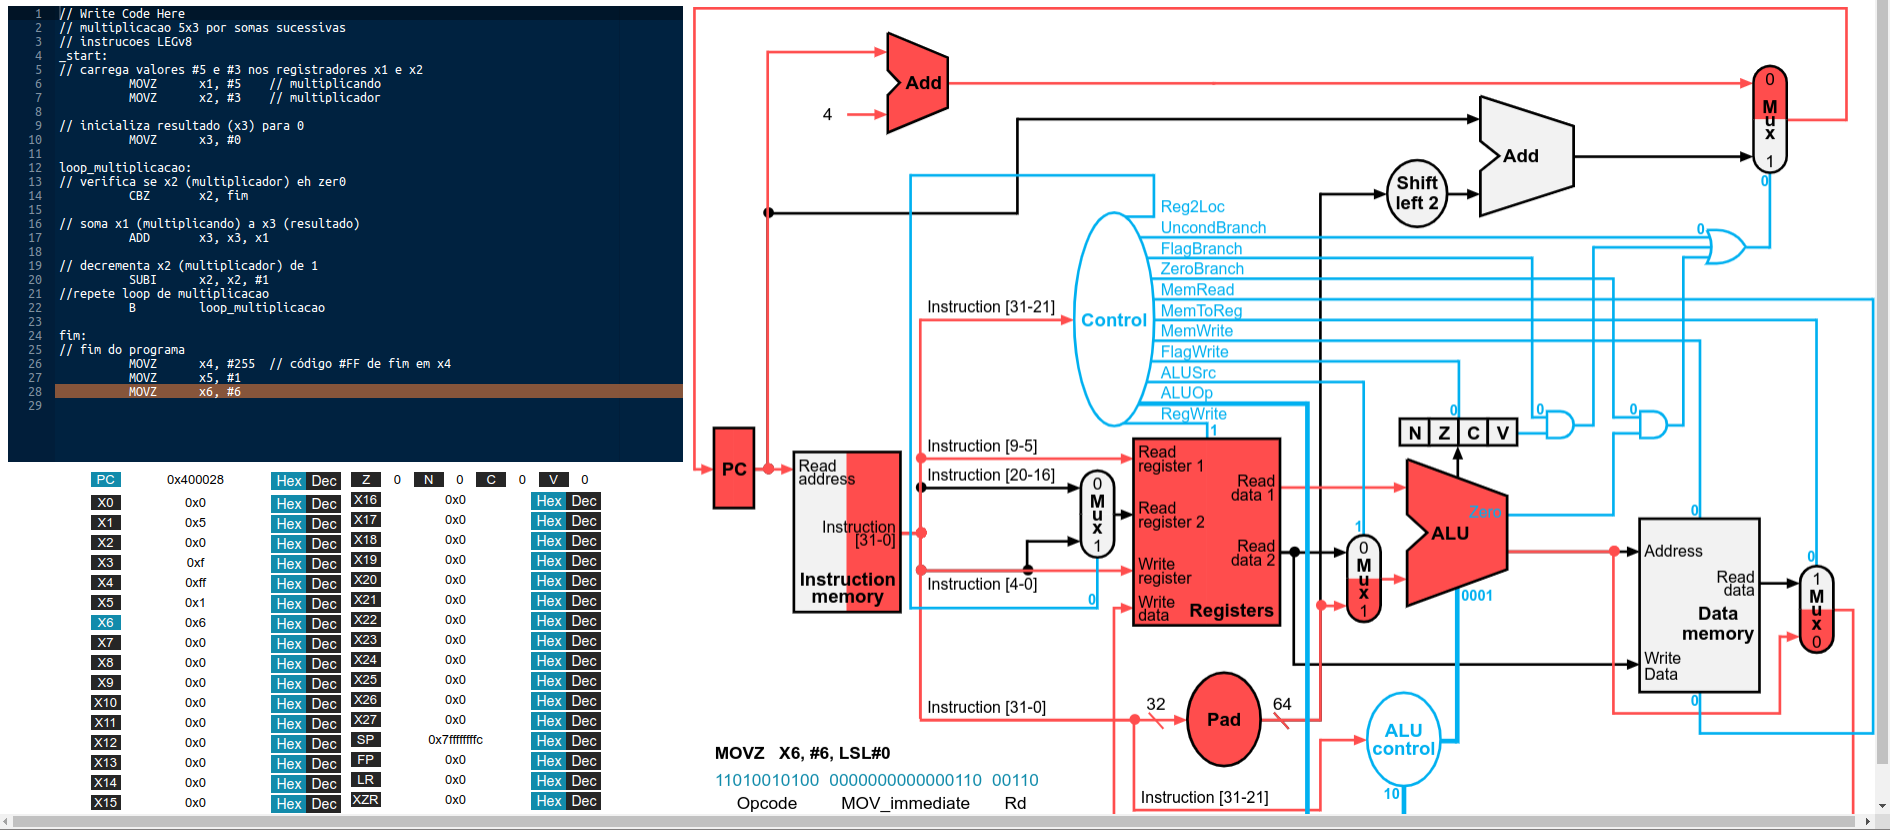 1 // Write Code Here
2 // multiplicacao 5x3 por somas sucessivas
3 // instrucoes LEGv8
4 _start:
5 // carrega valores #5 e #3 nos registradores x1 e x2
6 MOVZ x1, #5 // multiplicando
7 MOVZ x2, #3 // multiplicador
8
9 // inicializa resultado (x3) para 0
10 MOVZ x3, #0
11
12 loop_multiplicacao:
13 // verifica se x2 (multiplicador) eh zer0
14 CBZ x2, fim
15
16 // soma x1 (multiplicando) a x3 (resultado)
17 ADD x3, x3, x1
18
19 // decrementa x2 (multiplicador) de 1
20 SUBI x2, x2, #1
21 //repete loop de multiplicacao
22 B loop_multiplicacao
23
24 fim:
25 // fim do programa
26 MOVZ x4, #255 // código #FF de fim em x4
27 MOVZ x5, #1
28 MOVZ x6, #6
29
PC 0x400028 Hex Dec Z 0 N 0 C 0 V 0
X0 0x0 Hex Dec X16 0x0 Hex Dec
X1 0x5 Hex Dec X17 0x0 Hex Dec
X2 0x0 Hex Dec X18 0x0 Hex Dec
X3 0xf Hex Dec X19 0x0 Hex Dec
X4 0xff Hex Dec X20 0x0 Hex Dec
X5 0x1 Hex Dec X21 0x0 Hex Dec
X6 0x6 Hex Dec X22 0x0 Hex Dec
X7 0x0 Hex Dec X23 0x0 Hex Dec
X8 0x0 Hex Dec X24 0x0 Hex Dec
X9 0x0 Hex Dec X25 0x0 Hex Dec
X10 0x0 Hex Dec X26 0x0 Hex Dec
X11 0x0 Hex Dec X27 0x0 Hex Dec
X12 0x0 Hex Dec SP 0x7ffffffffc Hex Dec
X13 0x0 Hex Dec FP 0x0 Hex Dec
X14 0x0 Hex Dec LR 0x0 Hex Dec
X15 0x0 Hex Dec XZR 0x0 Hex Dec
Add
4
0
Mux
1
0
Add
Shift
left 2
Reg2Loc
UncondBranch
FlagBranch
ZeroBranch
MemRead
MemToReg
MemWrite
FlagWrite
ALUSrc
ALUOp
RegWrite
Control
0
0
0
0
1
Instruction [31-21]
PC
Read
address
Instruction
[31-0]
Instruction
memory
Instruction [9-5]
Instruction [20-16]
Instruction [4-0]
0
Mux
1
0
Read
register 1
Read
register 2
Write
register
Write
data
Read
data 1
Read
data 2
Registers
1
0
Mux
1
N Z C V
Zero
ALU
0001
0
Address
Read
data
Data
memory
Write
Data
0
0
1
Mux
0
Instruction [31-0]
32
Pad
64
ALU
control
10
Instruction [31-21]
MOVZ X6, #6, LSL#0
11010010100 0000000000000110 00110
Opcode MOV_immediate Rd